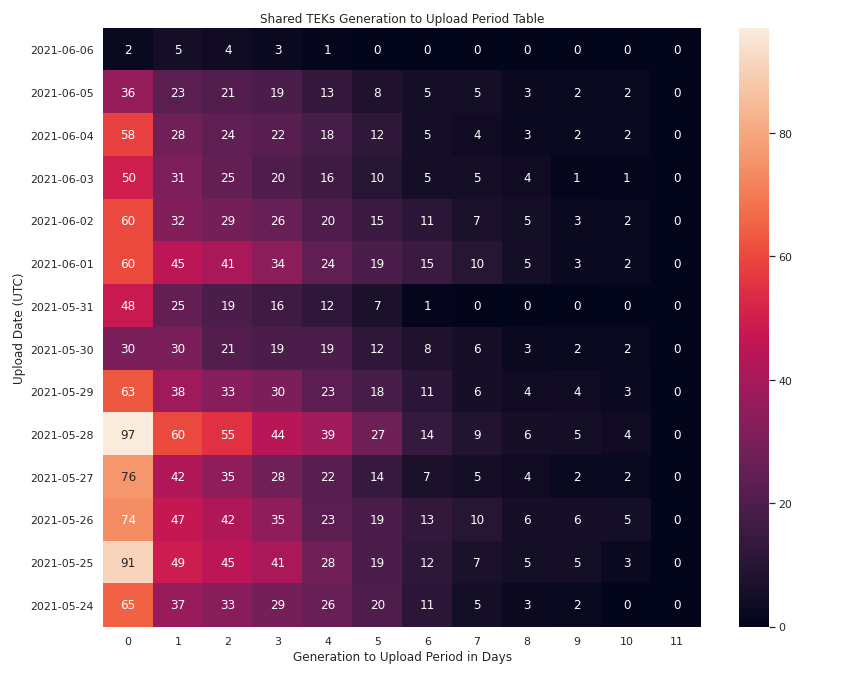 Shared TEKs Generation to Upload Period Table
2021-06-06 2 5 4 3 1 0 0 0 0 0 0 0
2021-06-05 36 23 21 19 13 8 5 5 3 2 2 0
2021-06-04 58 28 24 22 18 12 5 4 3 2 2 0
2021-06-03 50 31 25 20 16 10 5 5 4 1 1 0
2021-06-02 60 32 29 26 20 15 11 7 5 3 2 0
2021-06-01 60 45 41 34 24 19 15 10 5 3 2 0
2021-05-31 48 25 19 16 12 7 1 0 0 0 0 0
2021-05-30 30 30 21 19 19 12 8 6 3 2 2 0
2021-05-29 63 38 33 30 23 18 11 6 4 4 3 0
2021-05-28 97 60 55 44 39 27 14 9 6 5 4 0
2021-05-27 76 42 35 28 22 14 7 5 4 2 2 0
2021-05-26 74 47 42 35 23 19 13 10 6 6 5 0
2021-05-25 91 49 45 41 28 19 12 7 5 5 3 0
2021-05-24 65 37 33 29 26 20 11 5 3 2 0 0
0 1 2 3 4 5 6 7 8 9 10 11
Generation to Upload Period in Days
Upload Date (UTC)
80
60
40
20
0